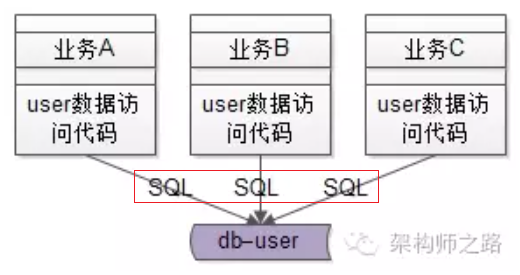 业务A
业务B
业务C
user数据访
问代码
user数据访
问代码
user数据访
问代码
SQL
SQL
SQL
db-user
架构师之路